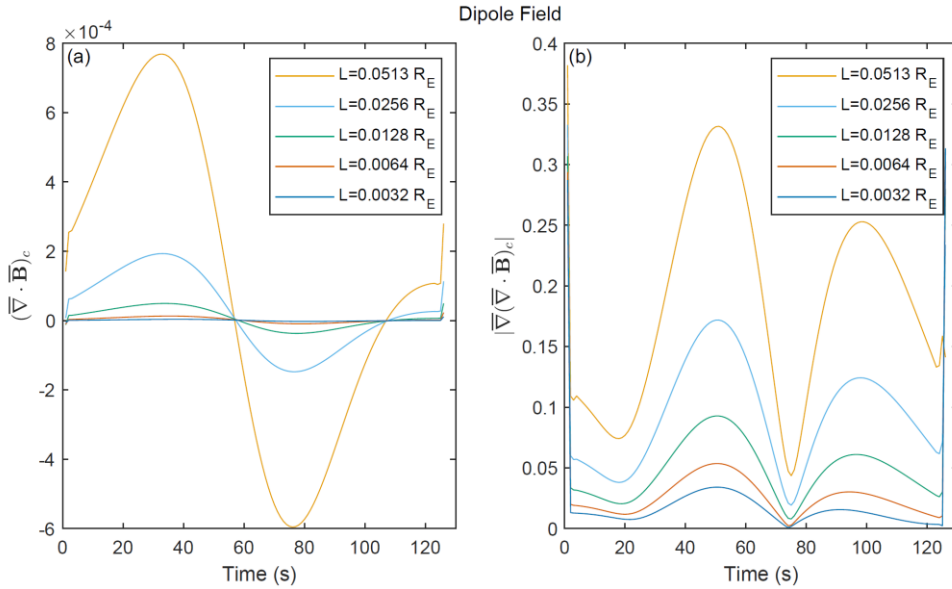 Dipole Field
×10⁻⁴
(a)
8
6
4
2
0
-2
-4
-6
L=0.0513 R_E
L=0.0256 R_E
L=0.0128 R_E
L=0.0064 R_E
L=0.0032 R_E
(∇̅ · B̅)_c
0 20 40 60 80 100 120
Time (s)
(b)
0.4
0.35
0.3
0.25
0.2
0.15
0.1
0.05
0
L=0.0513 R_E
L=0.0256 R_E
L=0.0128 R_E
L=0.0064 R_E
L=0.0032 R_E
|∇̅(∇̅ · B̅)_c|
0 20 40 60 80 100 120
Time (s)